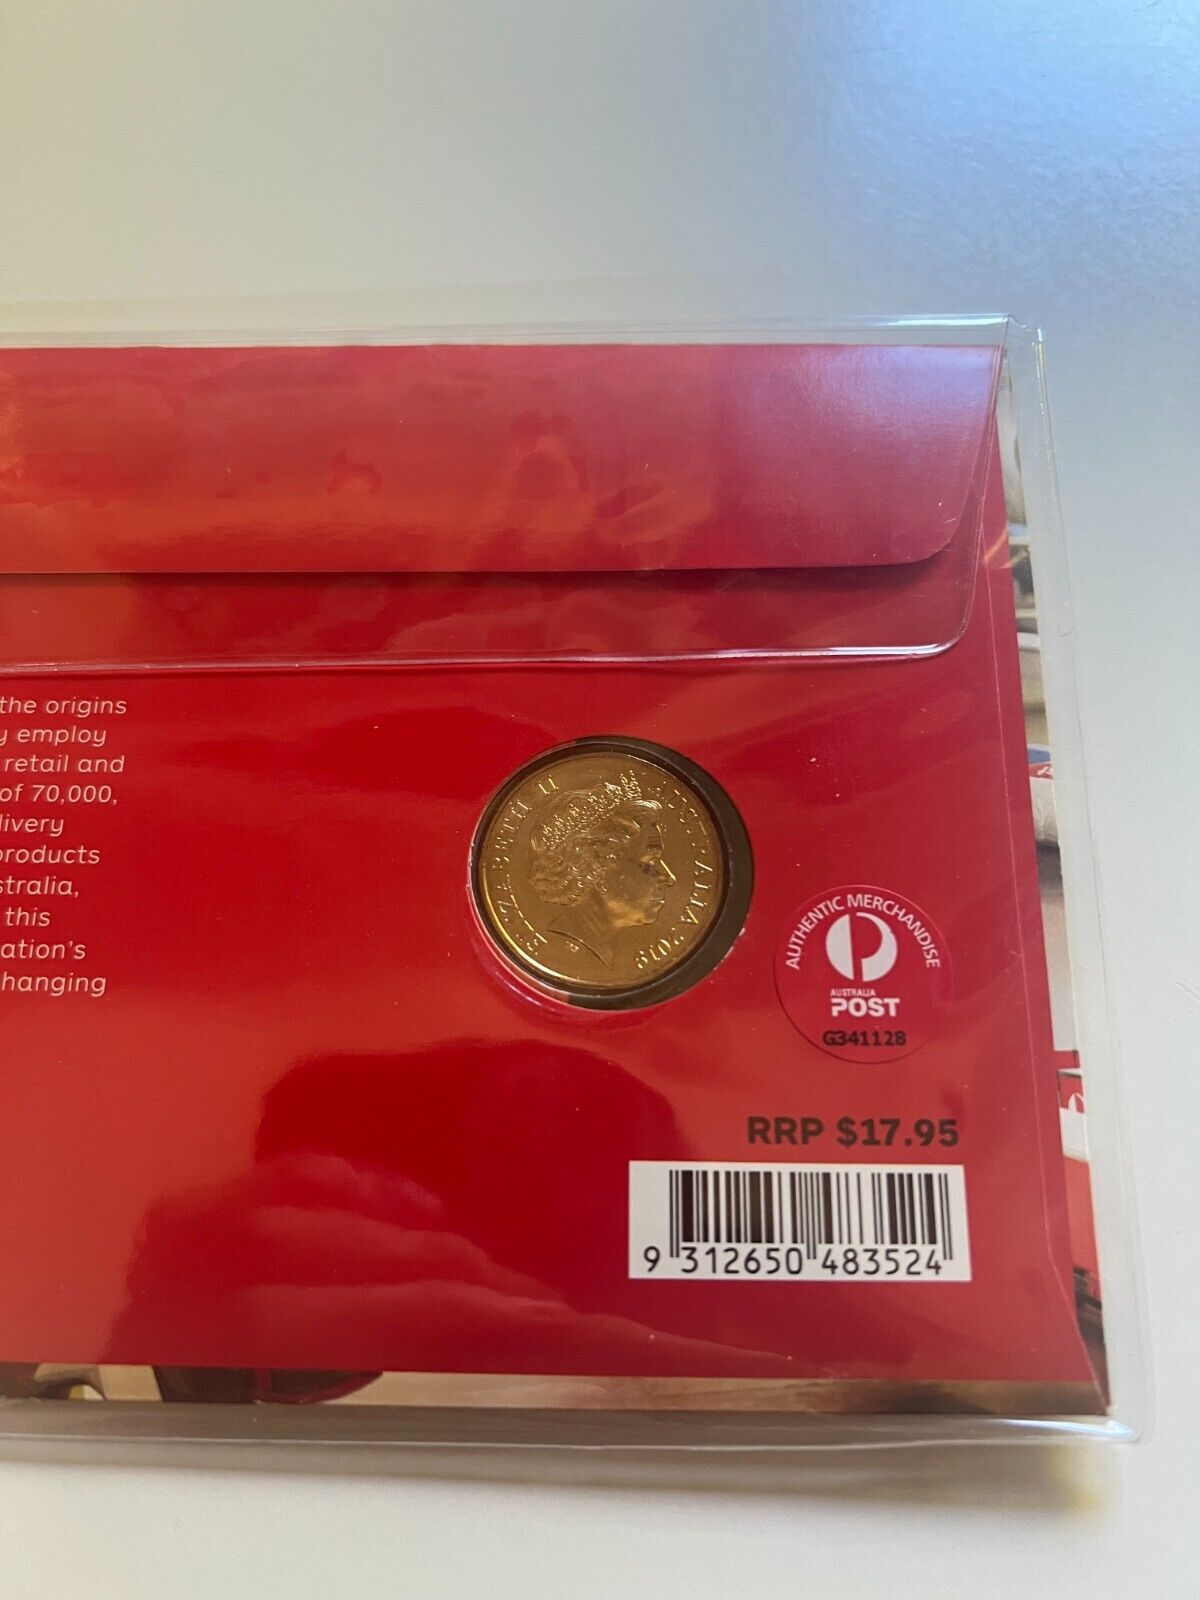 the origins
y employ
retail and
of 70,000,
livery
products
stralia,
this
ation's
hanging
ELIZABETH II
AUSTRALIA 2019
AUTHENTIC MERCHANDISE
AUSTRALIA
POST
G341128
RRP $17.95
9 312650 483524